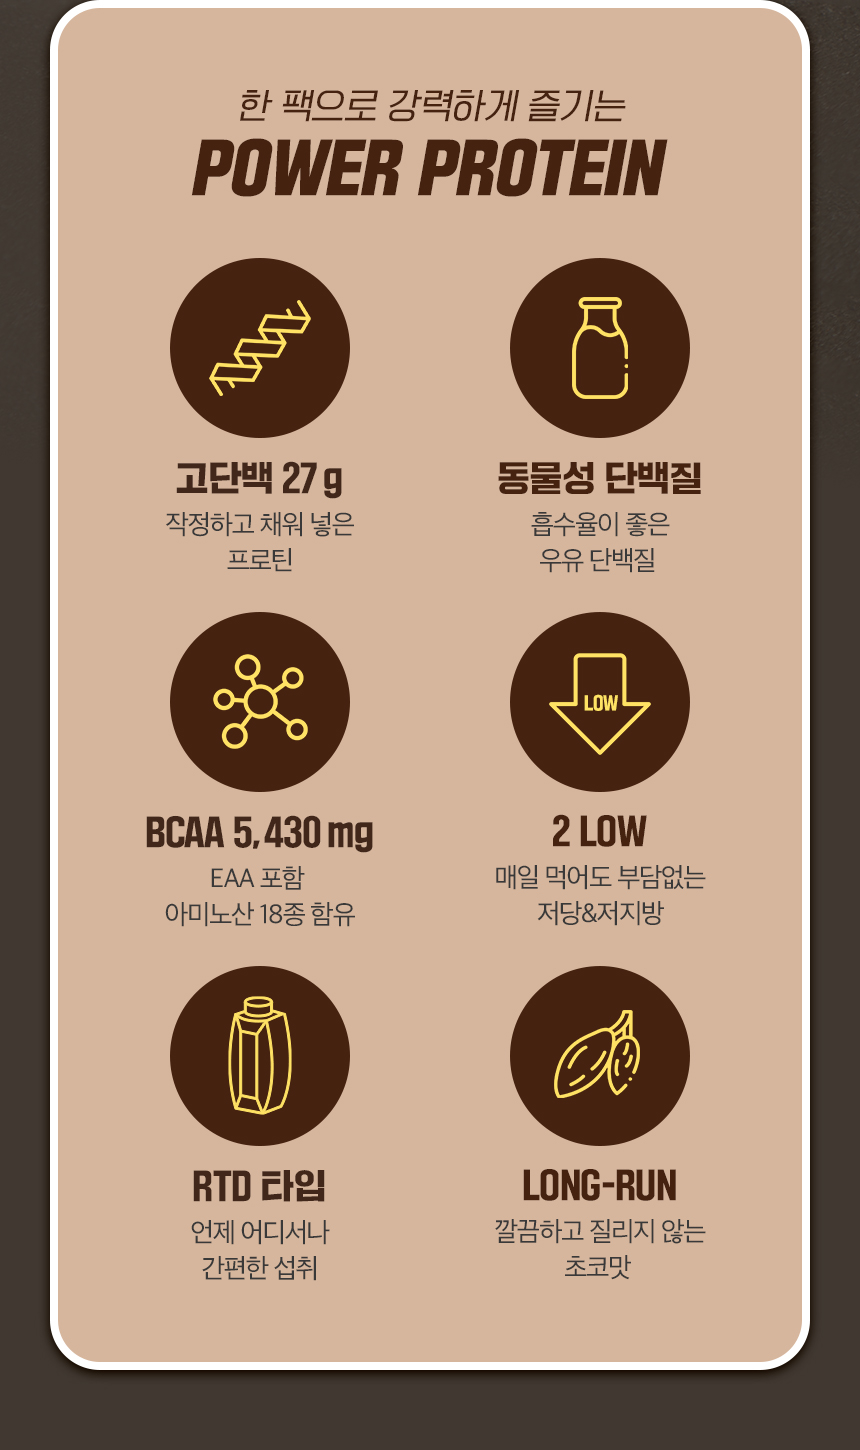 한 팩으로 강력하게 즐기는
POWER PROTEIN
고단백 27 g
작정하고 채워 넣은
프로틴
동물성 단백질
흡수율이 좋은
우유 단백질
BCAA 5,430 mg
EAA 포함
아미노산 18종 함유
LOW
2 LOW
매일 먹어도 부담없는
저당&저지방
RTD 타입
언제 어디서나
간편한 섭취
LONG-RUN
깔끔하고 질리지 않는
초코맛